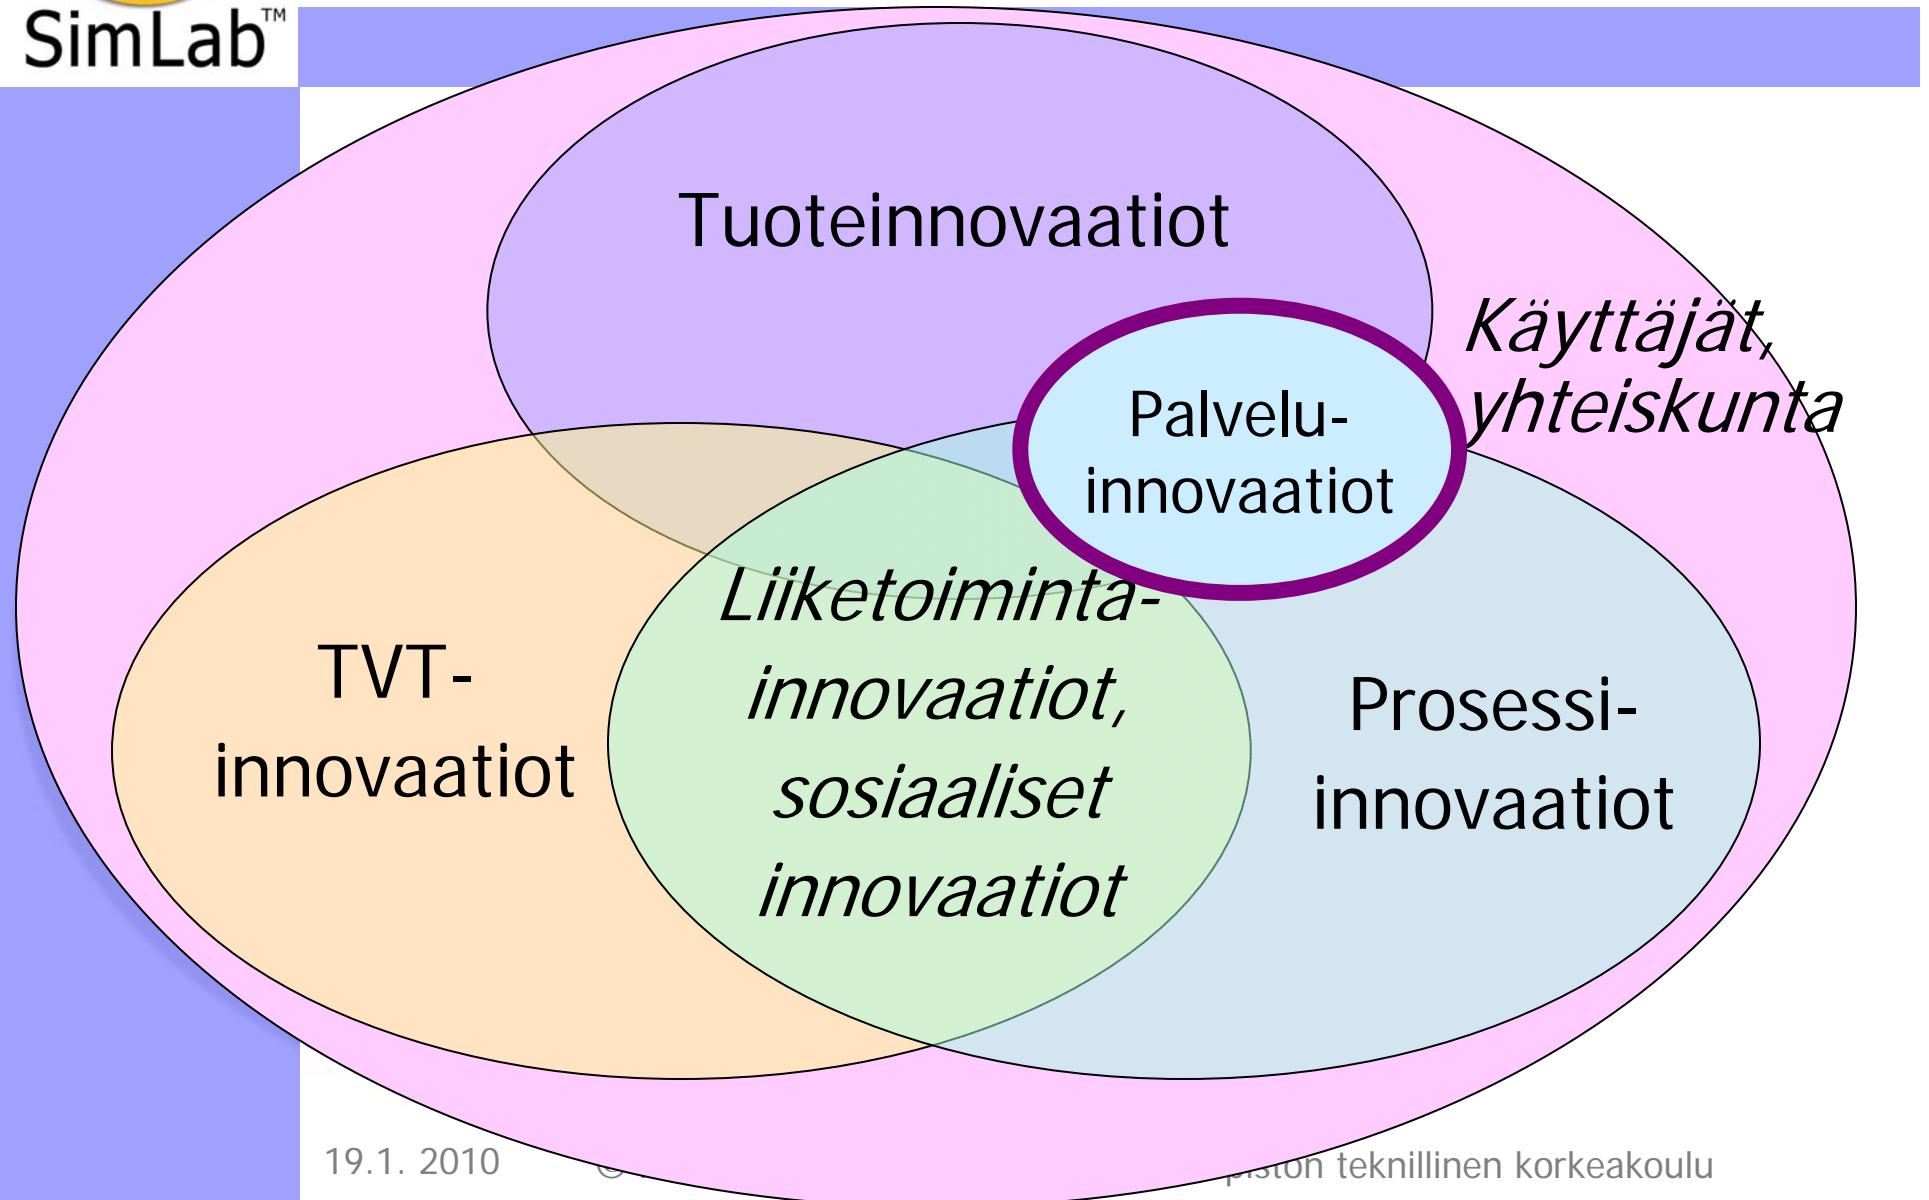 SimLab™
Tuoteinnovaatiot
Käyttäjät,
yhteiskunta
Palvelu-
innovaatiot
Liiketoiminta-
innovaatiot,
sosiaaliset
innovaatiot
TVT-
innovaatiot
Prosessi-
innovaatiot
19.1. 2010
© teknillinen korkeakoulu